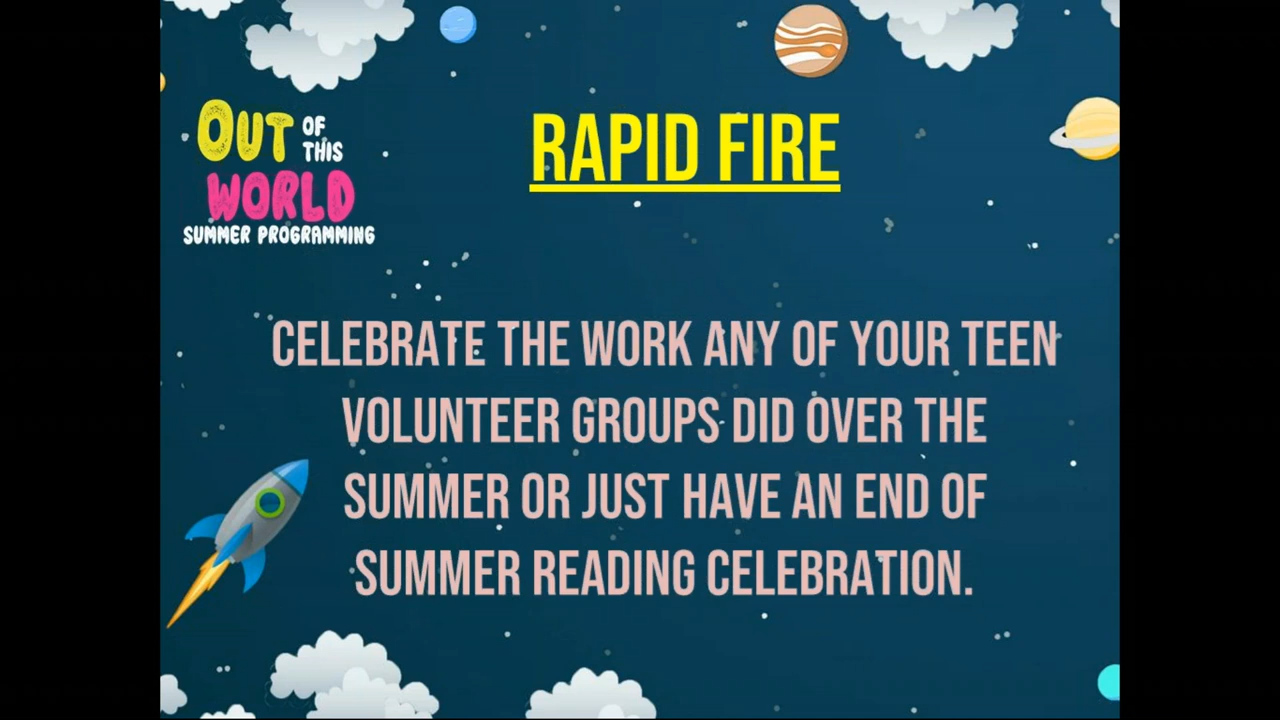 OUT OF THIS
WORLD
SUMMER PROGRAMMING
RAPID FIRE
CELEBRATE THE WORK ANY OF YOUR TEEN
VOLUNTEER GROUPS DID OVER THE
SUMMER OR JUST HAVE AN END OF
SUMMER READING CELEBRATION.